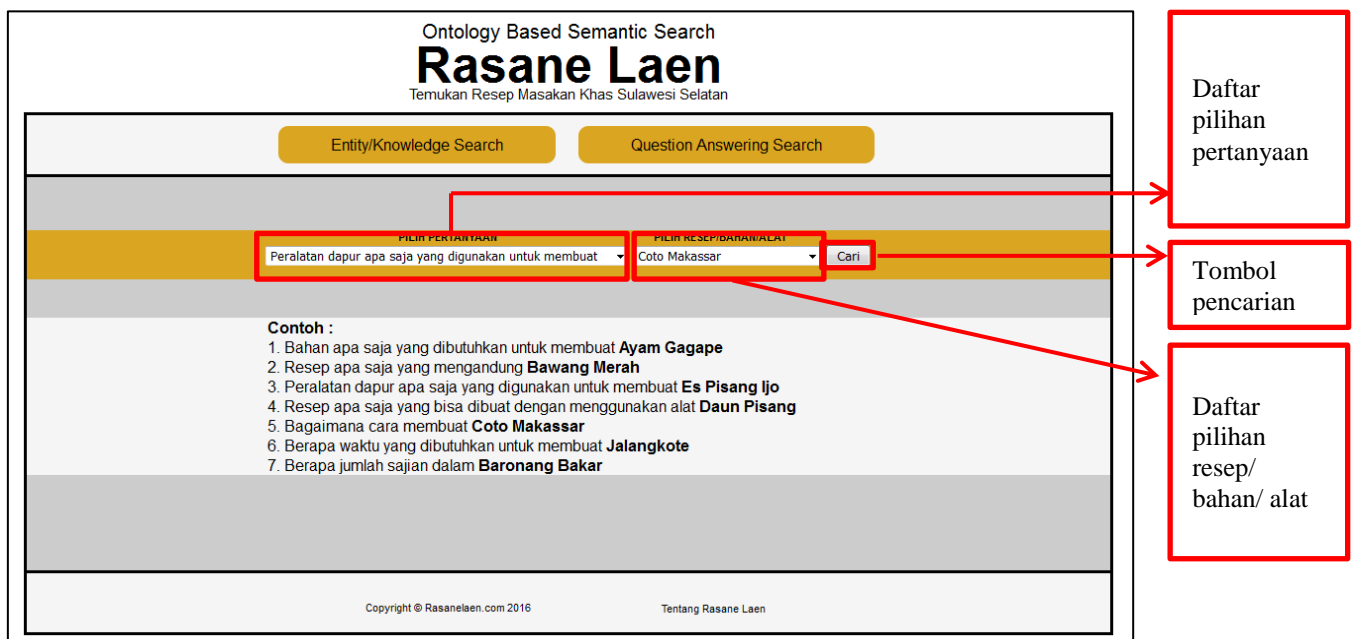 Ontology Based Semantic Search
Rasane Laen
Temukan Resep Masakan Khas Sulawesi Selatan
Entity/Knowledge Search
Question Answering Search
PILIH PERTANYAAN
PILIH RESEP/BAHAN/ALAT
Peralatan dapur apa saja yang digunakan untuk membuat
Coto Makassar
Cari
Contoh :
1. Bahan apa saja yang dibutuhkan untuk membuat Ayam Gagape
2. Resep apa saja yang mengandung Bawang Merah
3. Peralatan dapur apa saja yang digunakan untuk membuat Es Pisang Ijo
4. Resep apa saja yang bisa dibuat dengan menggunakan alat Daun Pisang
5. Bagaimana cara membuat Coto Makassar
6. Berapa waktu yang dibutuhkan untuk membuat Jalangkote
7. Berapa jumlah sajian dalam Baronang Bakar
Copyright © Rasanelaen.com 2016
Tentang Rasane Laen
Daftar
pilihan
pertanyaan
Tombol
pencarian
Daftar
pilihan
resep/
bahan/ alat